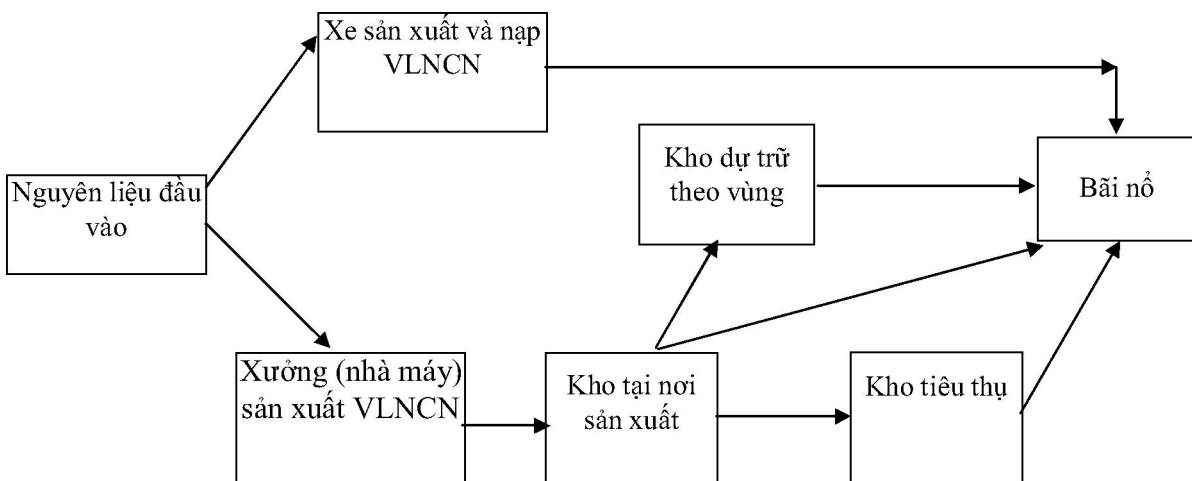 Xe sản xuất và nạp
VLNCN
Kho dự trữ
theo vùng
Bãi nổ
Nguyên liệu đầu
vào
Xưởng (nhà máy)
sản xuất VLNCN
Kho tại nơi
sản xuất
Kho tiêu thụ